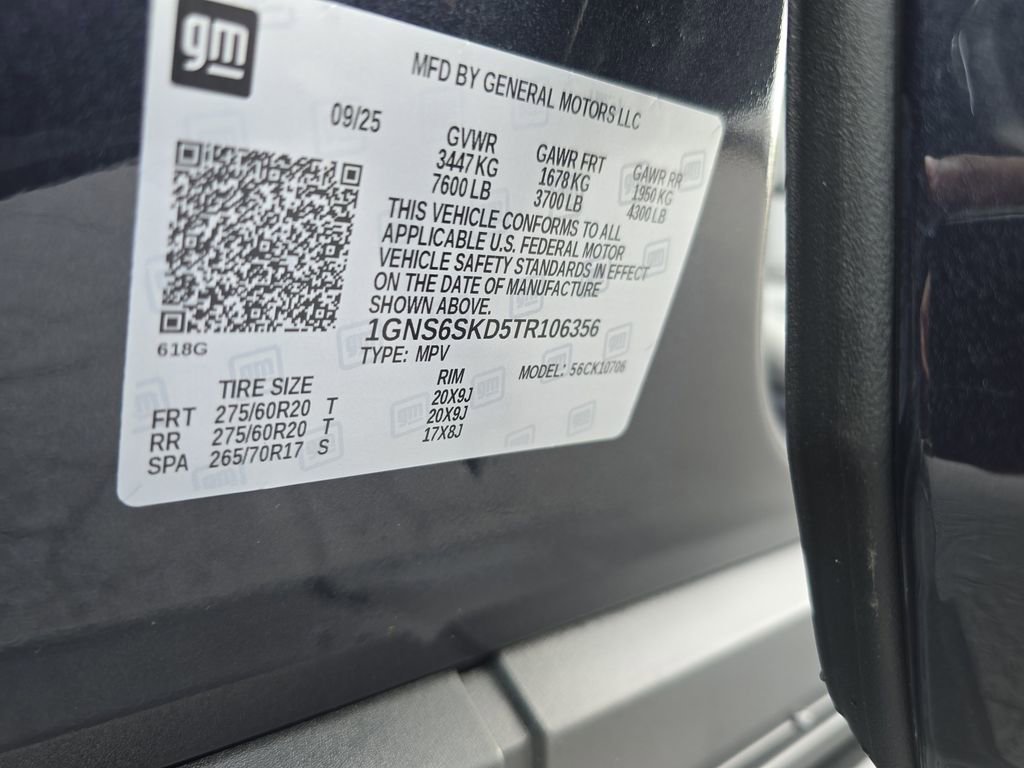 gm
MFD BY GENERAL MOTORS LLC
09/25
GVWR GAWR FRT GAWR RR
3447 KG 1678 KG 1950 KG
7600 LB 3700 LB 4300 LB
THIS VEHICLE CONFORMS TO ALL
APPLICABLE U.S. FEDERAL MOTOR
VEHICLE SAFETY STANDARDS IN EFFECT
ON THE DATE OF MANUFACTURE
SHOWN ABOVE.
1GNS6SKD5TR106356
618G
TYPE: MPV MODEL: 56CK10706
TIRE SIZE RIM
FRT 275/60R20 T 20X9J
RR 275/60R20 T 20X9J
SPA 265/70R17 S 17X8J